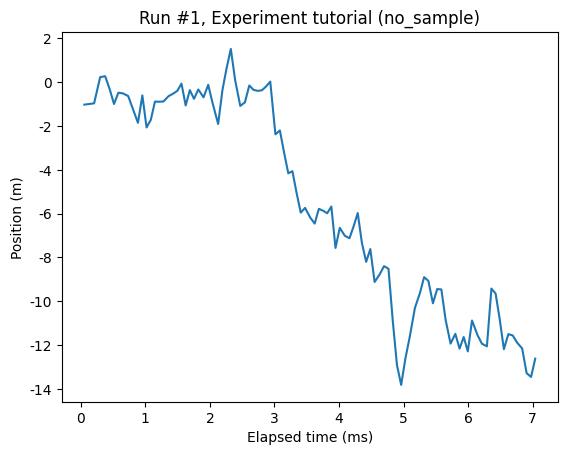 Run #1, Experiment tutorial (no_sample)
2
0
-2
-4
-6
-8
-10
-12
-14
Position (m)
0 1 2 3 4 5 6 7
Elapsed time (ms)